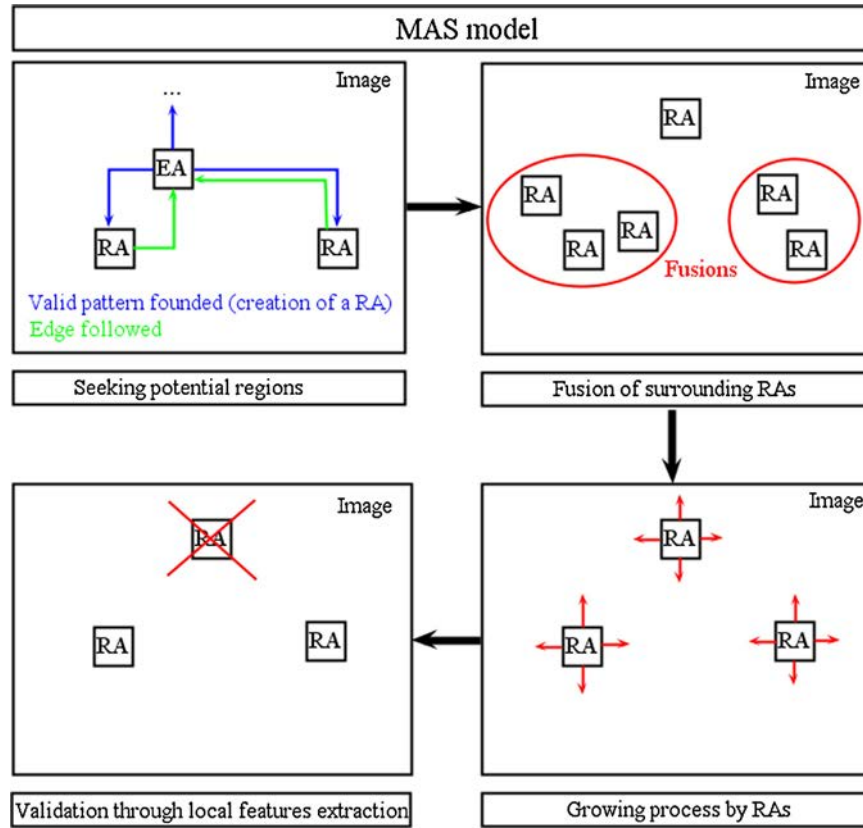 MAS model
Image
...
EA
RA
RA
Valid pattern founded (creation of a RA)
Edge followed
Seeking potential regions
Image
RA
RA
RA
RA
RA
RA
Fusions
Fusion of surrounding RAs
Image
RA
RA
RA
Validation through local features extraction
Image
RA
RA
RA
Growing process by RAs